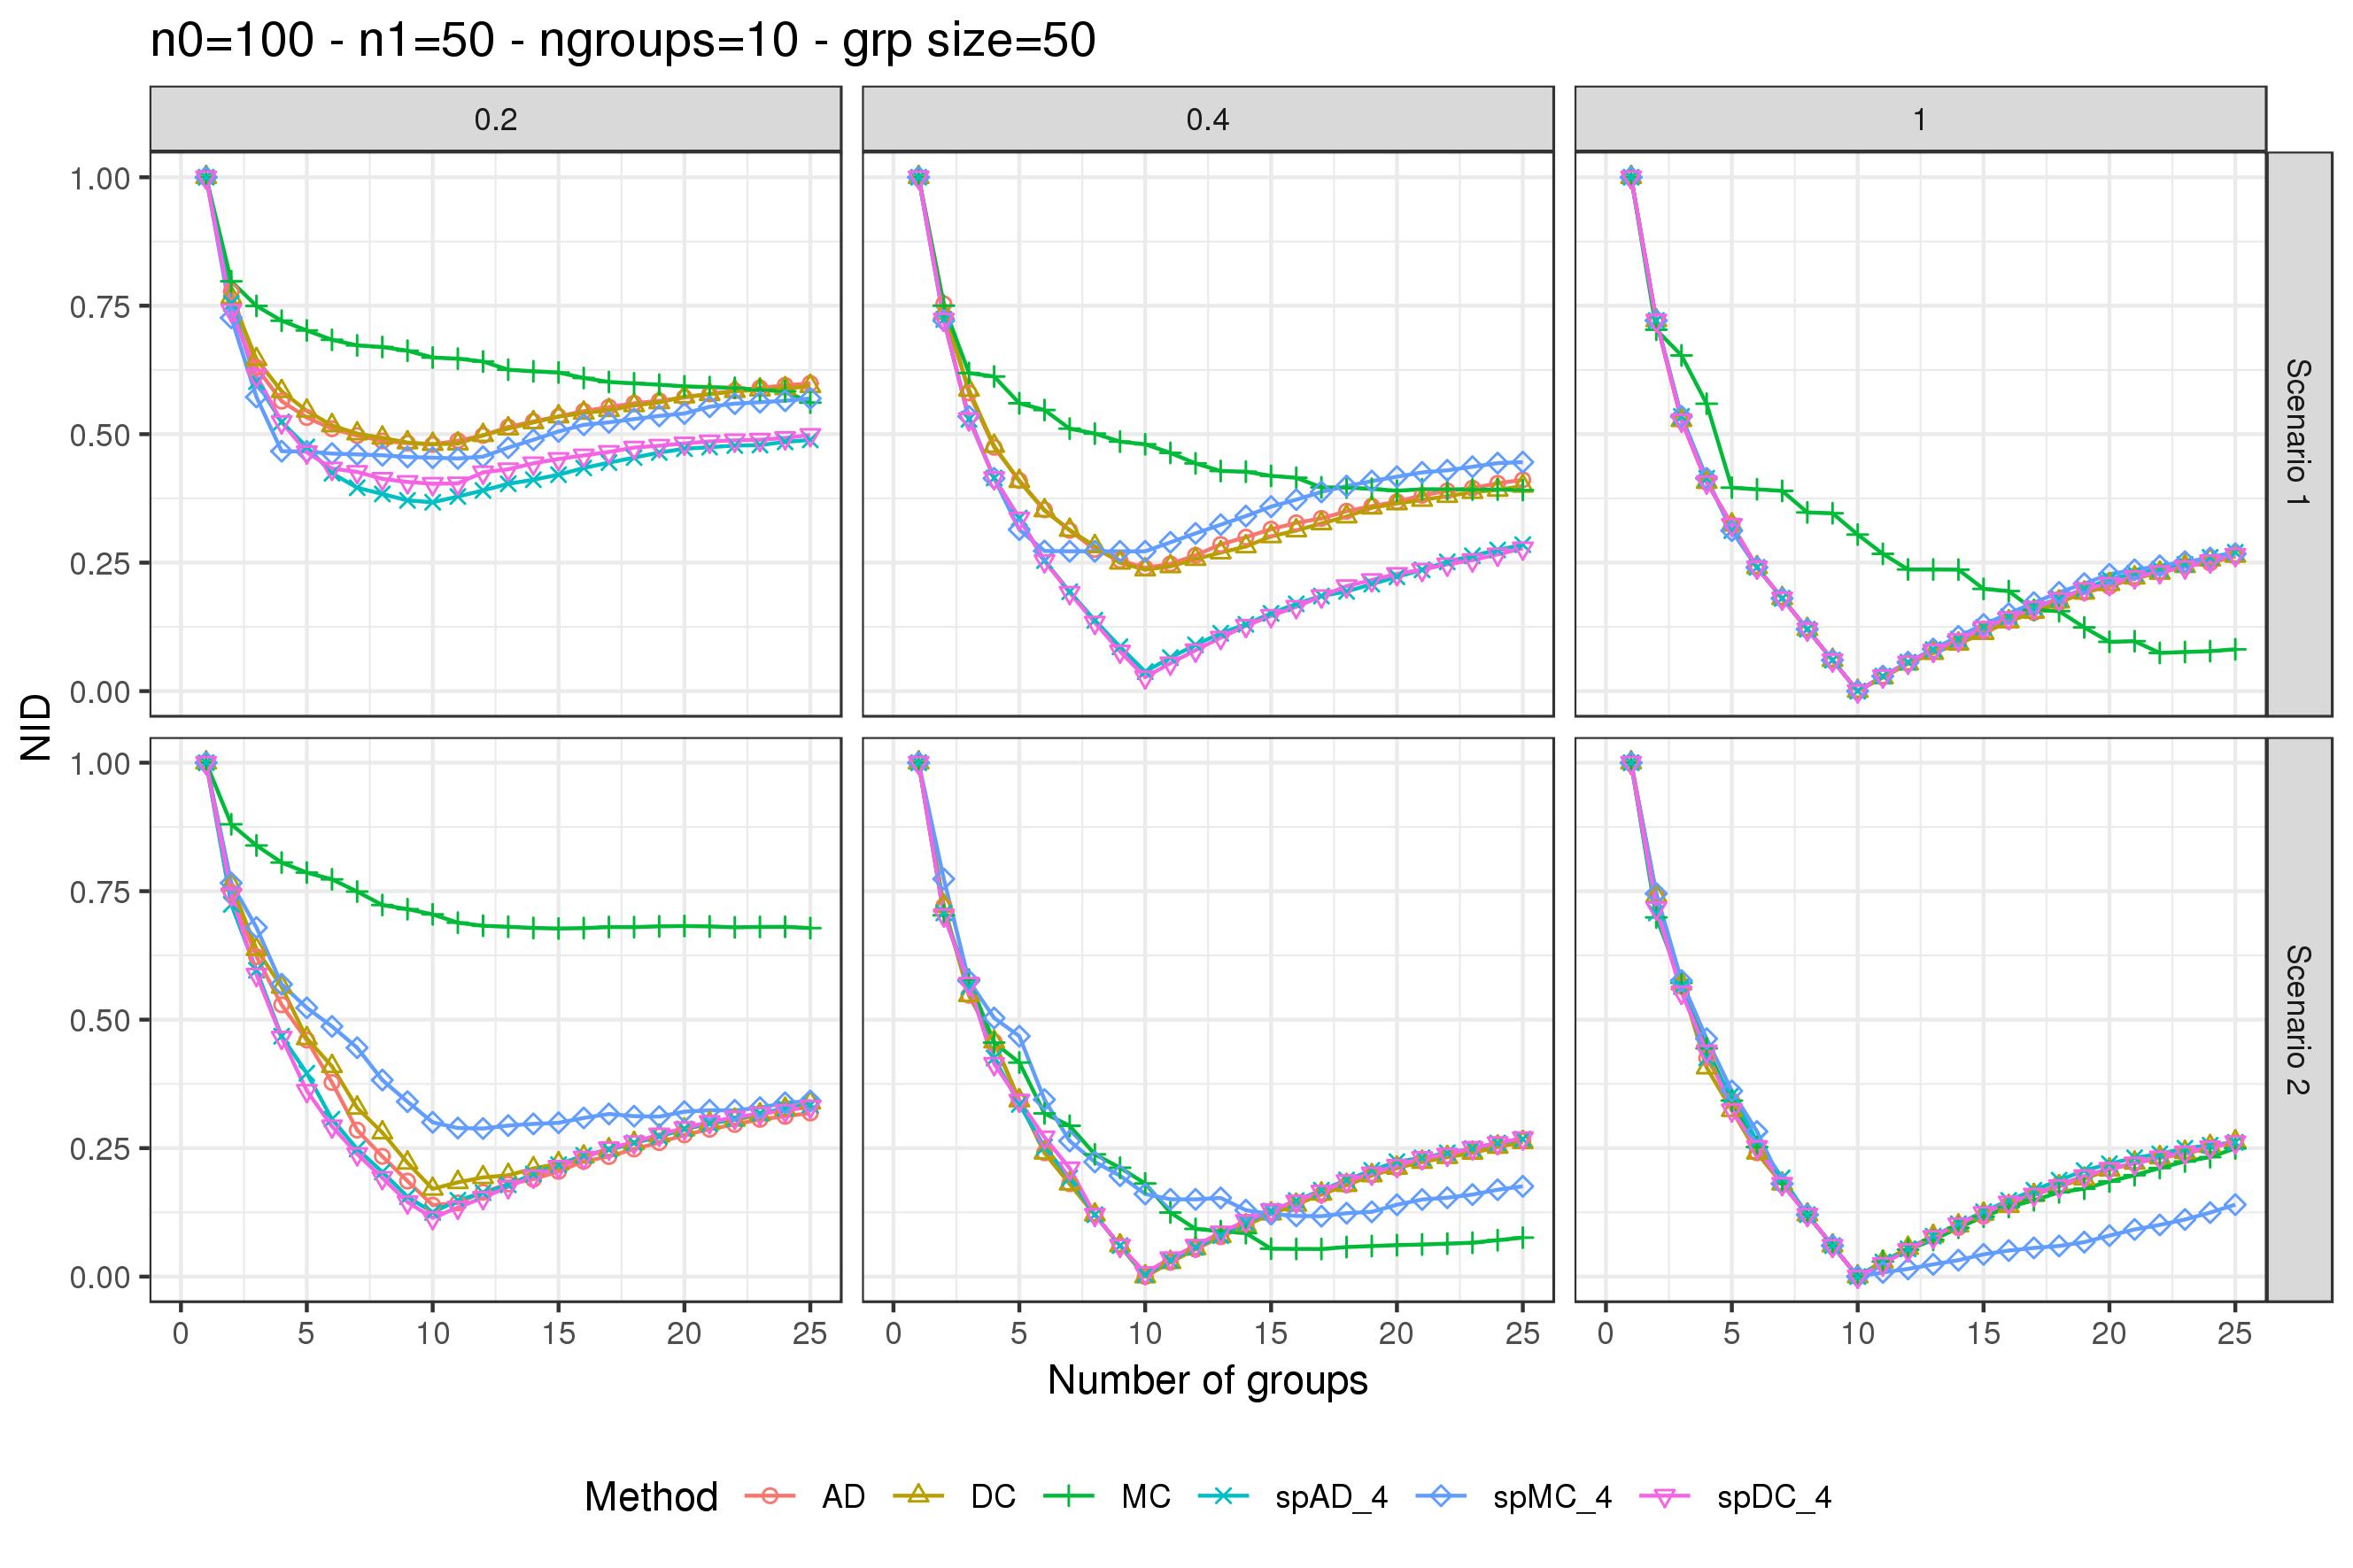 n0=100 - n1=50 - ngroups=10 - grp size=50
0.2
0.4
1
1.00
0.75
0.50
0.25
0.00
Scenario 1
NID
1.00
0.75
0.50
0.25
0.00
Scenario 2
0 5 10 15 20 25
0 5 10 15 20 25
0 5 10 15 20 25
Number of groups
Method AD DC MC spAD_4 spMC_4 spDC_4